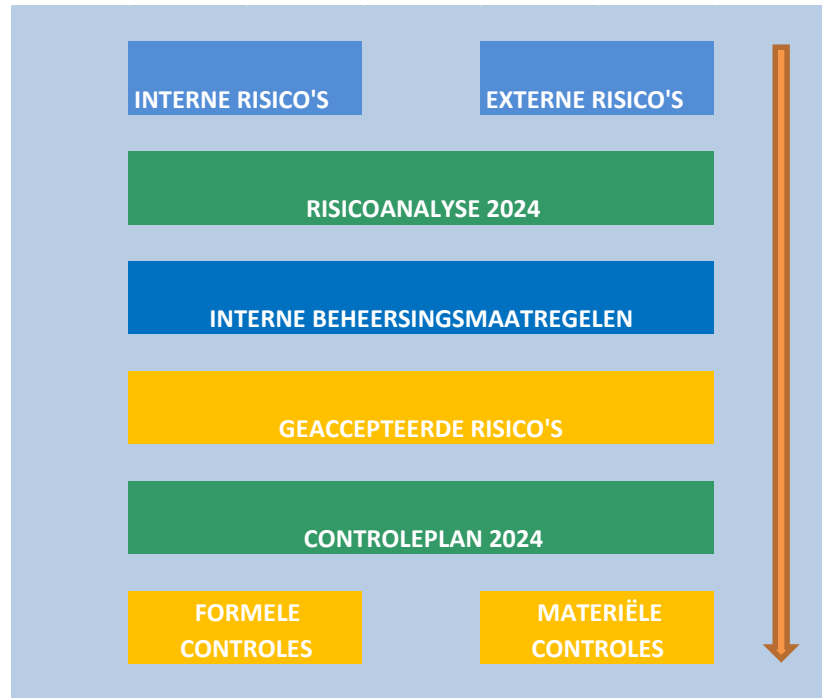 INTERNE RISICO'S
EXTERNE RISICO'S
RISICOANALYSE 2024
INTERNE BEHEERSINGSMAATREGELEN
GEACCEPTEERDE RISICO'S
CONTROLEPLAN 2024
FORMELE
CONTROLES
MATERIËLE
CONTROLES